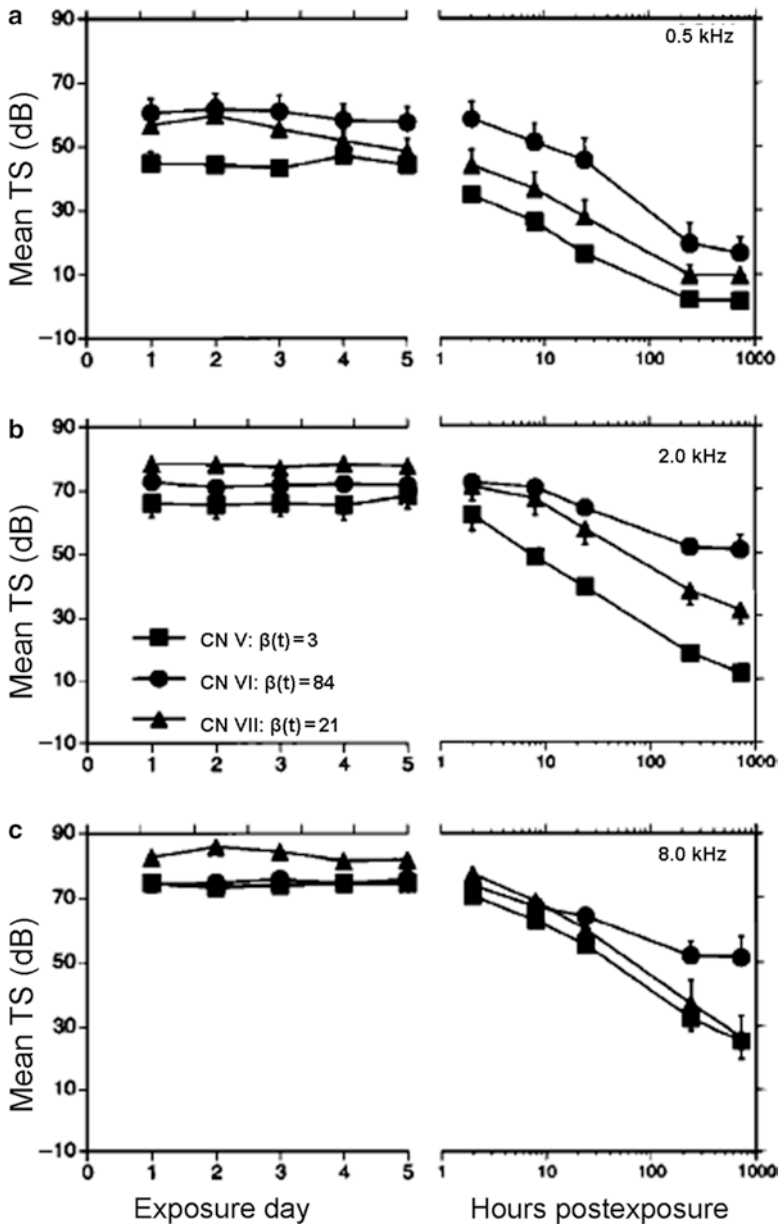 a
0.5 kHz
Mean TS (dB)
90
70
50
30
10
−10
0 1 2 3 4 5
1 10 100 1000
b
2.0 kHz
Mean TS (dB)
90
70
50
30
10
−10
CN V: β(t)=3
CN VI: β(t)=84
CN VII: β(t)=21
0 1 2 3 4 5
1 10 100 1000
c
8.0 kHz
Mean TS (dB)
90
70
50
30
10
−10
0 1 2 3 4 5
1 10 100 1000
Exposure day
Hours postexposure